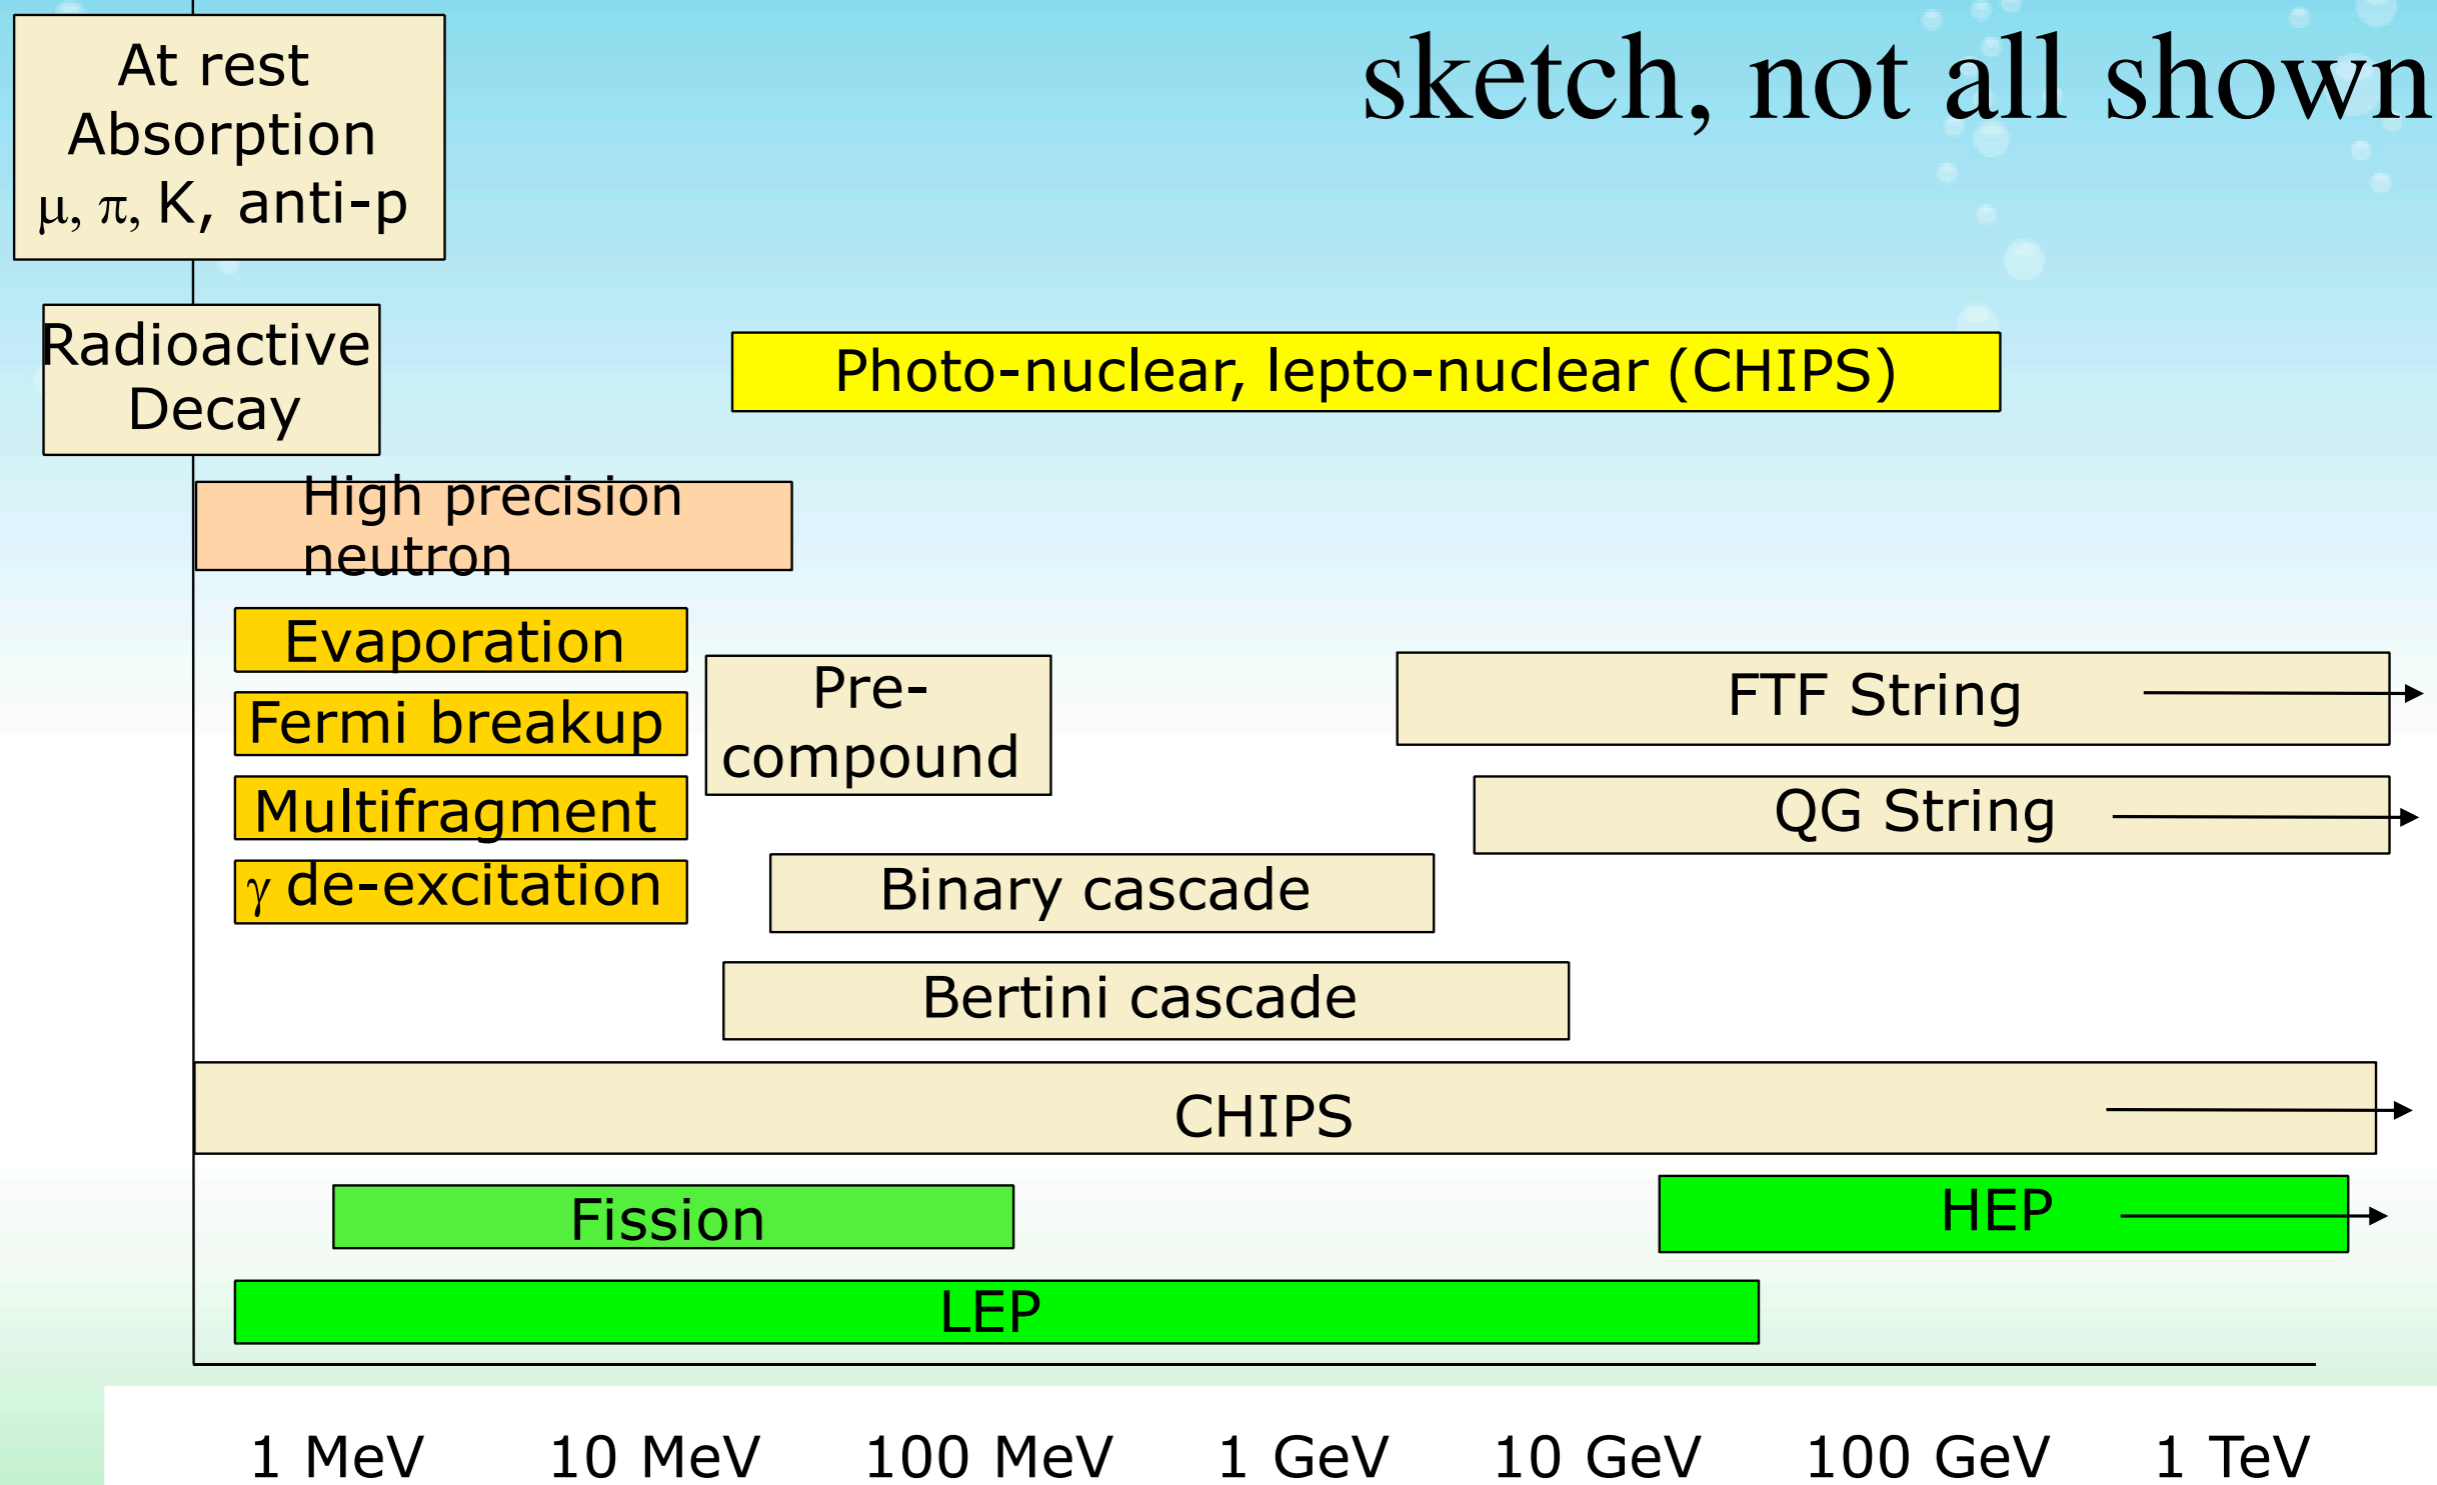 sketch, not all shown
At rest
Absorption
μ, π, K, anti-p
Radioactive
Decay
Photo-nuclear, lepto-nuclear (CHIPS)
High precision
neutron
Evaporation
Fermi breakup
Multifragment
γ de-excitation
Pre-
compound
FTF String
QG String
Binary cascade
Bertini cascade
CHIPS
Fission
HEP
LEP
1 MeV 10 MeV 100 MeV 1 GeV 10 GeV 100 GeV 1 TeV